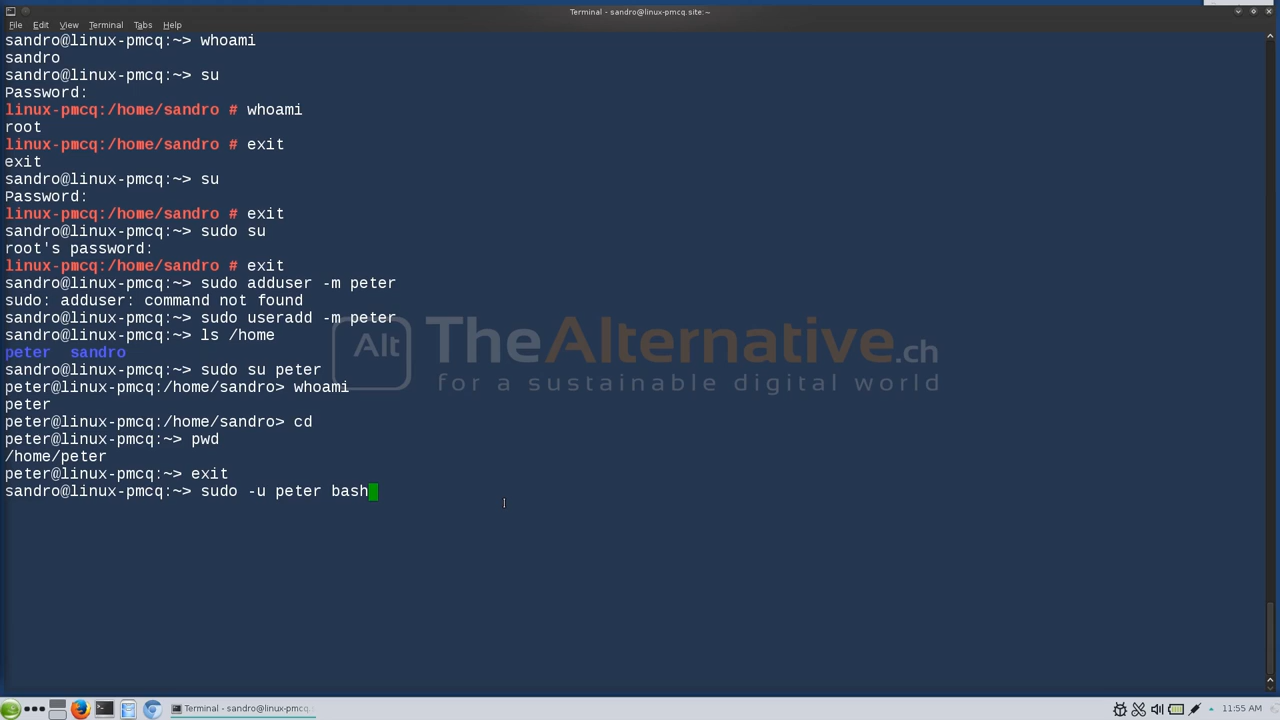 Terminal - sandro@linux-pmcq.site:~
File Edit View Terminal Tabs Help
sandro@linux-pmcq:~> whoami
sandro
sandro@linux-pmcq:~> su
Password:
linux-pmcq:/home/sandro # whoami
root
linux-pmcq:/home/sandro # exit
exit
sandro@linux-pmcq:~> su
Password:
linux-pmcq:/home/sandro # exit
sandro@linux-pmcq:~> sudo su
root's password:
linux-pmcq:/home/sandro # exit
sandro@linux-pmcq:~> sudo adduser -m peter
sudo: adduser: command not found
sandro@linux-pmcq:~> sudo useradd -m peter
sandro@linux-pmcq:~> ls /home
peter  sandro
sandro@linux-pmcq:~> sudo su peter
peter@linux-pmcq:/home/sandro> whoami
peter
peter@linux-pmcq:/home/sandro> cd
peter@linux-pmcq:~> pwd
/home/peter
peter@linux-pmcq:~> exit
sandro@linux-pmcq:~> sudo -u peter bash
Alt TheAlternative.ch
for a sustainable digital world
Terminal - sandro@linux-pmcq.
11:55 AM